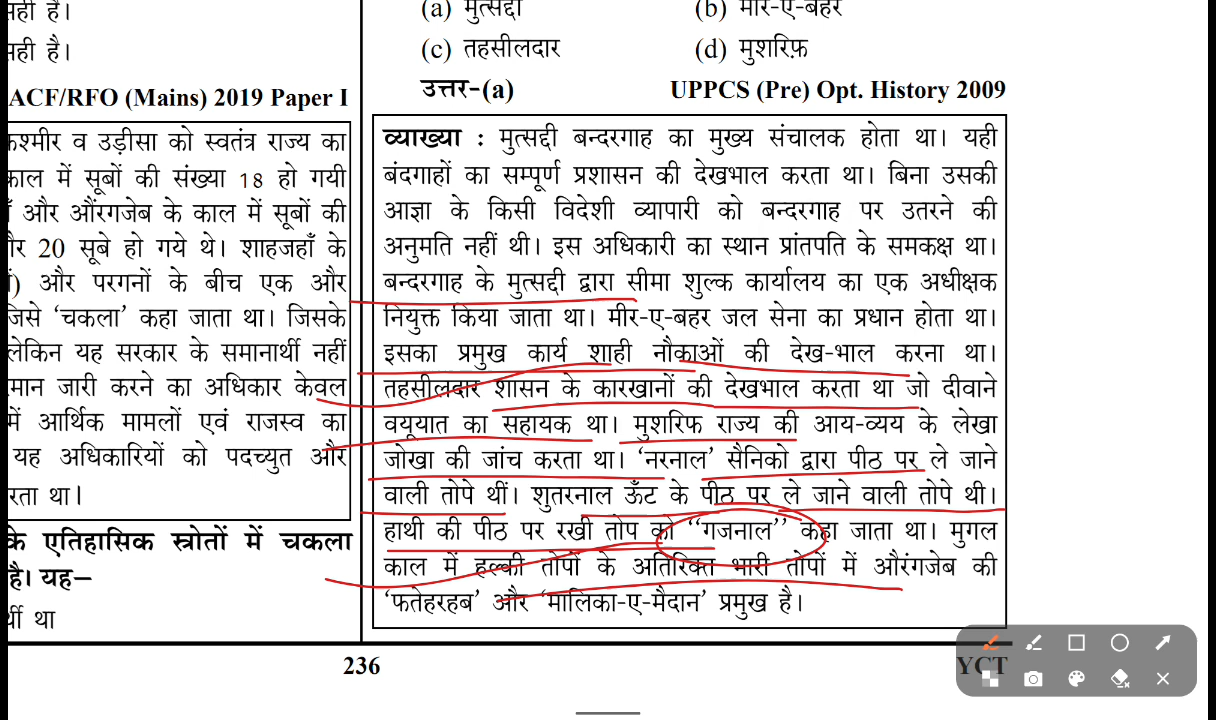 सही है।
सही है।
ACF/RFO (Mains) 2019 Paper I
कश्मीर व उड़ीसा को स्वतंत्र राज्य का
काल में सूबों की संख्या 18 हो गयी
और औंरगजेब के काल में सूबों की
और 20 सूबे हो गये थे। शाहजहाँ के
और परगनों के बीच एक और
जिसे ‘चकला’ कहा जाता था। जिसके
लेकिन यह सरकार के समानार्थी नहीं
जारी करने का अधिकार केवल
में आर्थिक मामलों एवं राजस्व का
यह अधिकारियों को पदच्युत और
था।
के एतिहासिक स्त्रोतों में चकला
है। यह–
था
(a) मुत्सद्दी (b) मीर-ए-बहर
(c) तहसीलदार (d) मुशरिफ़
उत्तर–(a) UPPCS (Pre) Opt. History 2009
व्याख्या : मुत्सद्दी बन्दरगाह का मुख्य संचालक होता था। यही
बंदगाहों का सम्पूर्ण प्रशासन की देखभाल करता था। बिना उसकी
आज्ञा के किसी विदेशी व्यापारी को बन्दरगाह पर उतरने की
अनुमति नहीं थी। इस अधिकारी का स्थान प्रांतपति के समकक्ष था।
बन्दरगाह के मुत्सद्दी द्वारा सीमा शुल्क कार्यालय का एक अधीक्षक
नियुक्त किया जाता था। मीर-ए-बहर जल सेना का प्रधान होता था।
इसका प्रमुख कार्य शाही नौकाओं की देख-भाल करना था।
तहसीलदार शासन के कारखानों की देखभाल करता था जो दीवाने
वयूयात का सहायक था। मुशरिफ राज्य की आय-व्यय के लेखा
जोखा की जांच करता था। ‘नरनाल’ सैनिको द्वारा पीठ पर ले जाने
वाली तोपे थीं। शुतरनाल ऊँट के पीठ पर ले जाने वाली तोपे थी।
हाथी की पीठ पर रखी तोप को ‘‘गजनाल’’ कहा जाता था। मुगल
काल में हल्की तोपों के अतिरिक्त भारी तोपों में औरंगजेब की
‘फतेहरहब’ और ‘मालिका-ए-मैदान’ प्रमुख है।
236
YCT